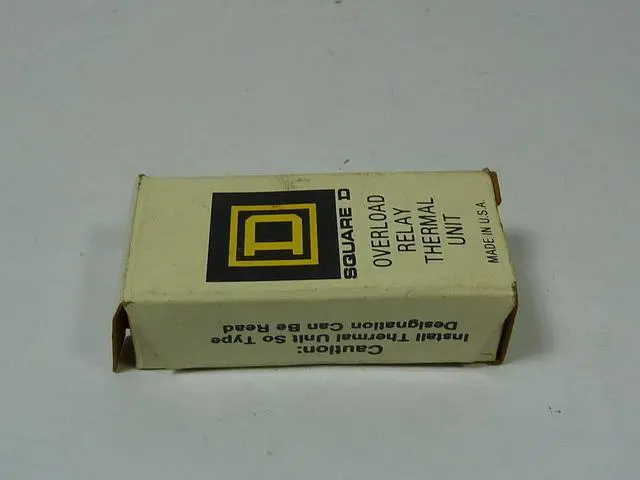 D
SQUARE D
OVERLOAD
RELAY
THERMAL
UNIT
MADE IN U.S.A.
Caution:
Install Thermal Unit So Type
Designation Can Be Read